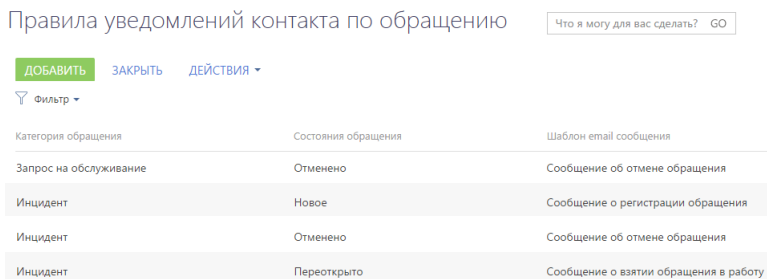 Правила уведомлений контакта по обращению
Что я могу для вас сделать? GO
ДОБАВИТЬ ЗАКРЫТЬ ДЕЙСТВИЯ
Фильтр
Категория обращения Состояния обращения Шаблон email сообщения
Запрос на обслуживание Отменено Сообщение об отмене обращения
Инцидент Новое Сообщение о регистрации обращения
Инцидент Отменено Сообщение об отмене обращения
Инцидент Переоткрыто Сообщение о взятии обращения в работу